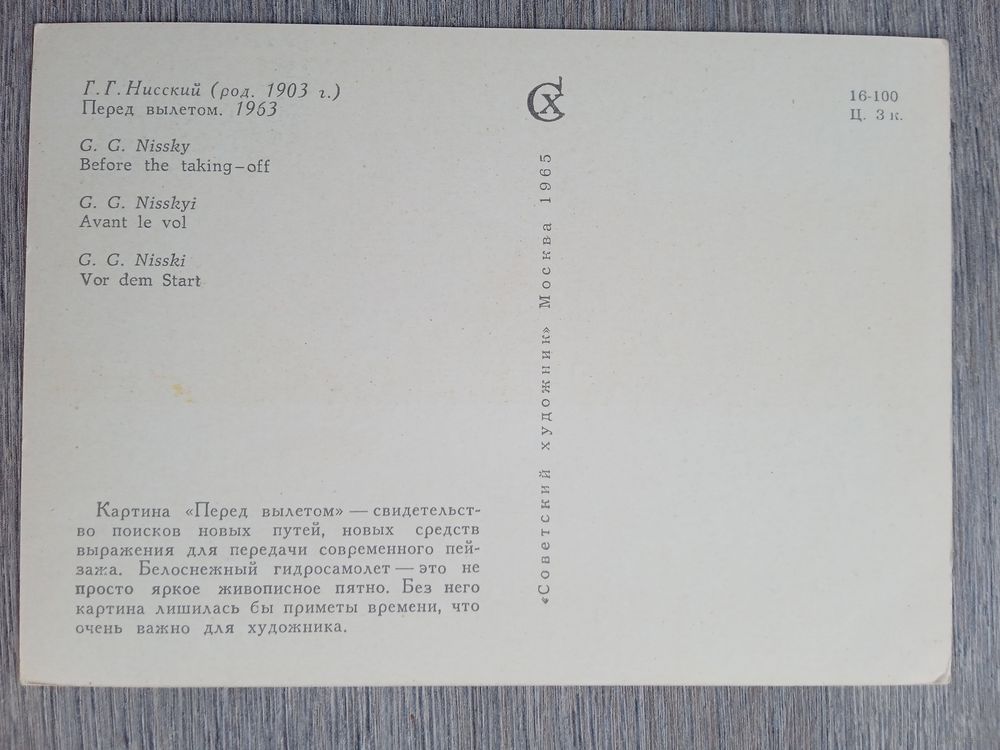 Г. Г. Нисский (род. 1903 г.)
Перед вылетом. 1963
G. G. Nissky
Before the taking-off
G. G. Nisskyi
Avant le vol
G. G. Nisski
Vor dem Start
Картина «Перед вылетом» — свидетельст-
во поисков новых путей, новых средств
выражения для передачи современного пей-
зажа. Белоснежный гидросамолет — это не
просто яркое живописное пятно. Без него
картина лишилась бы приметы времени, что
очень важно для художника.
СХ
«Советский художник» Москва 1965
16-100
Ц. 3 к.